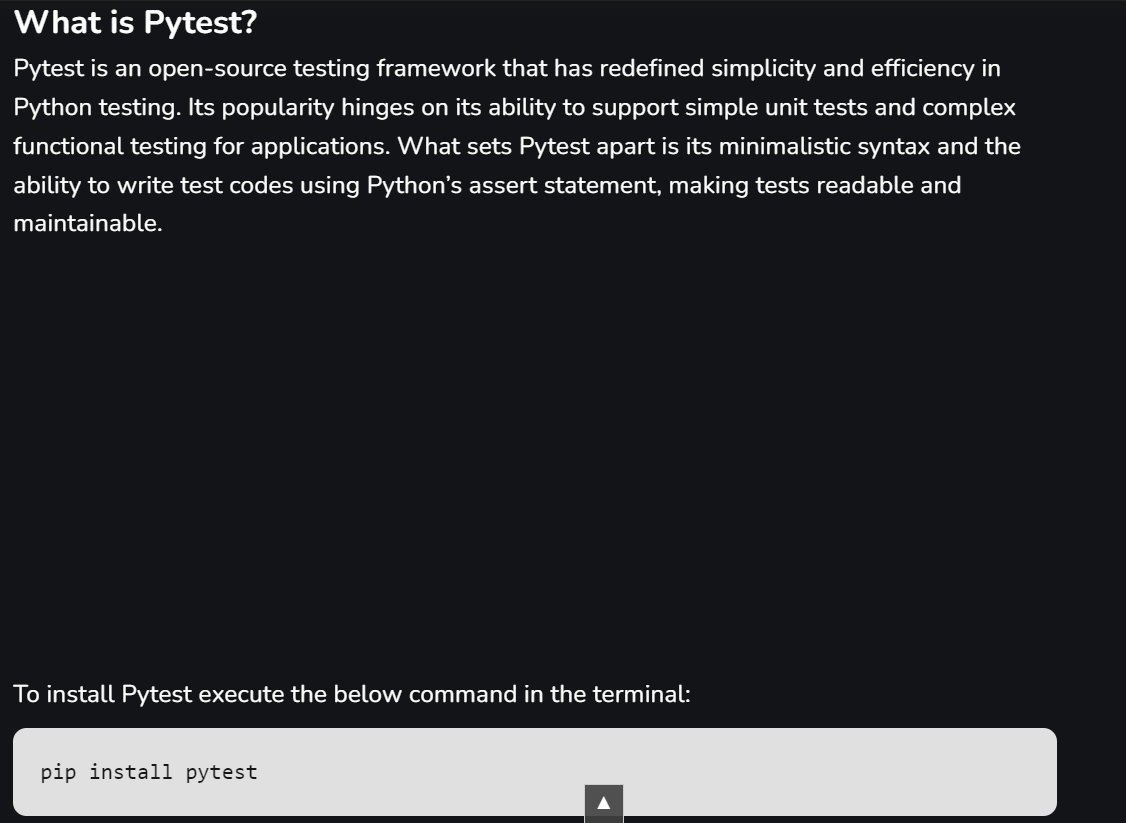 What is Pytest?
Pytest is an open-source testing framework that has redefined simplicity and efficiency in
Python testing. Its popularity hinges on its ability to support simple unit tests and complex
functional testing for applications. What sets Pytest apart is its minimalistic syntax and the
ability to write test codes using Python’s assert statement, making tests readable and
maintainable.
To install Pytest execute the below command in the terminal:
pip install pytest